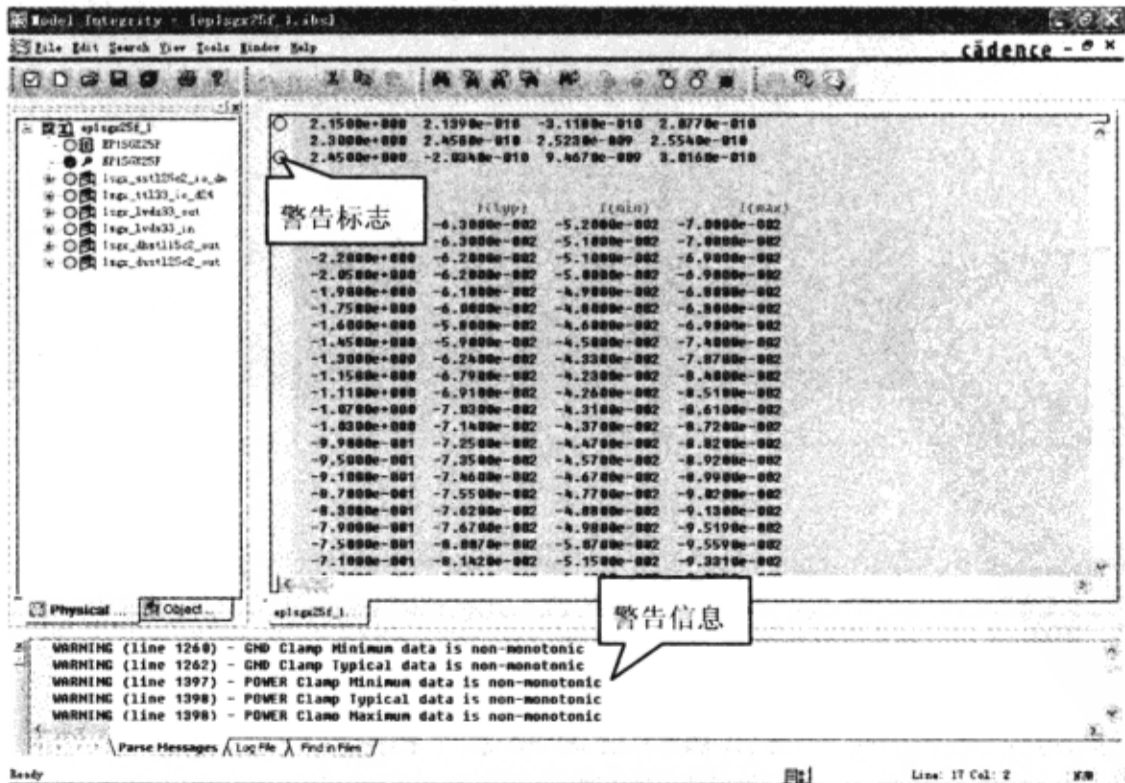 Model Integrity - [ep1sgx25f_1.ibs]
File Edit Search View Tools Window Help
cādence
ep1sgx25f_1
EP1SGX25F
EP1SGX25F
1sgx_sstl25c2_io_dm
1sgx_ttl33_io_d24
1sgx_lvds33_out
1sgx_lvds33_in
1sgx_dhstl15c2_out
1sgx_dsstl25c2_out
2.1500e+000 2.1390e-010 -3.1180e-010 2.0770e-010
2.3000e+000 2.4580e-010 2.5230e-009 2.5540e-010
2.4500e+000 -2.0340e-010 9.4670e-009 3.0160e-010
警告标志
I(typ) I(min) I(max)
-6.3000e-002 -5.2000e-002 -7.0000e-002
-6.3000e-002 -5.1000e-002 -7.0000e-002
-2.2000e+000 -6.2000e-002 -5.1000e-002 -6.9000e-002
-2.0500e+000 -6.2000e-002 -5.0000e-002 -6.9000e-002
-1.9000e+000 -6.1000e-002 -4.9000e-002 -6.8000e-002
-1.7500e+000 -6.0000e-002 -4.8000e-002 -6.8000e-002
-1.6000e+000 -5.8000e-002 -4.6000e-002 -6.9000e-002
-1.4500e+000 -5.9000e-002 -4.5000e-002 -7.4000e-002
-1.3000e+000 -6.2400e-002 -4.3300e-002 -7.8700e-002
-1.1500e+000 -6.7900e-002 -4.2300e-002 -8.4000e-002
-1.1100e+000 -6.9100e-002 -4.2600e-002 -8.5100e-002
-1.0700e+000 -7.0300e-002 -4.3100e-002 -8.6100e-002
-1.0300e+000 -7.1400e-002 -4.3700e-002 -8.7200e-002
-9.9000e-001 -7.2500e-002 -4.4700e-002 -8.8200e-002
-9.5000e-001 -7.3500e-002 -4.5700e-002 -8.9200e-002
-9.1000e-001 -7.4600e-002 -4.6700e-002 -8.9900e-002
-8.7000e-001 -7.5500e-002 -4.7700e-002 -9.0200e-002
-8.3000e-001 -7.6200e-002 -4.8800e-002 -9.1300e-002
-7.9000e-001 -7.6700e-002 -4.9800e-002 -9.5190e-002
-7.5000e-001 -8.0870e-002 -5.0700e-002 -9.5590e-002
-7.1000e-001 -8.1420e-002 -5.1500e-002 -9.3310e-002
Physical ... Object...
ep1sgx25f_1...
警告信息
WARNING (line 1260) - GND Clamp Minimum data is non-monotonic
WARNING (line 1262) - GND Clamp Typical data is non-monotonic
WARNING (line 1397) - POWER Clamp Minimum data is non-monotonic
WARNING (line 1398) - POWER Clamp Typical data is non-monotonic
WARNING (line 1398) - POWER Clamp Maximum data is non-monotonic
Parse Messages Log File Find in Files
Ready
Line: 17 Col: 2